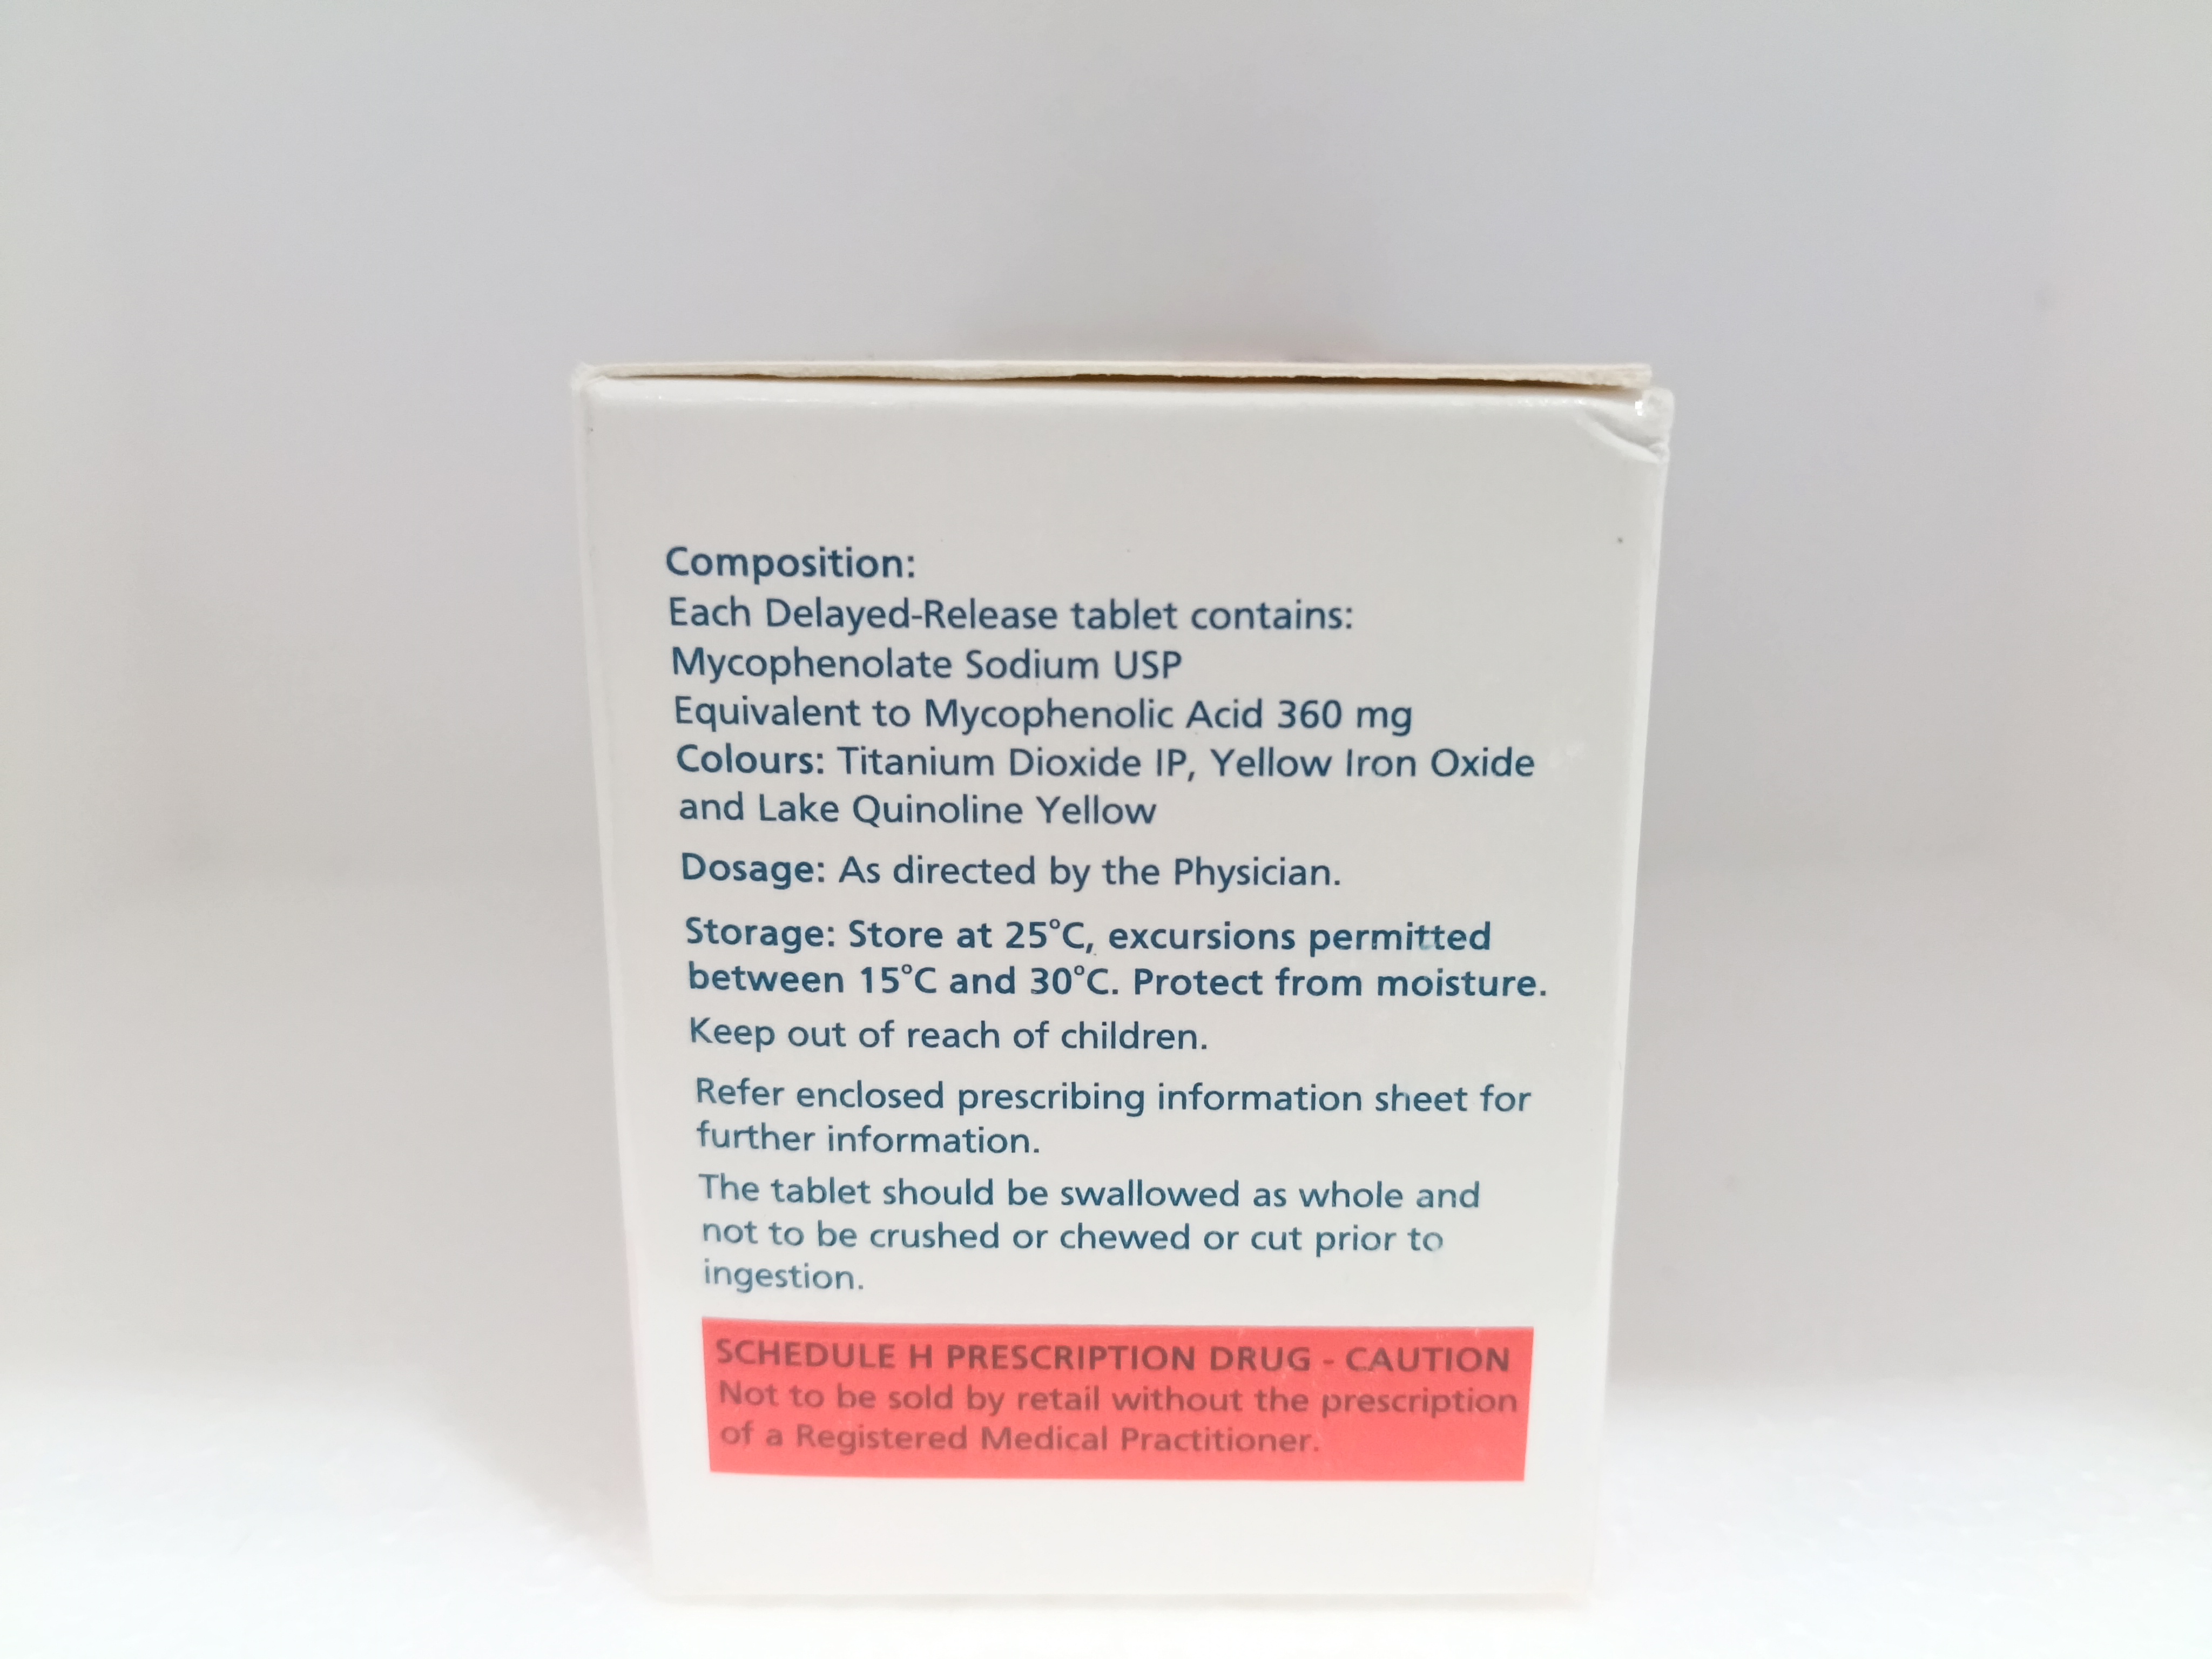 Composition:
Each Delayed-Release tablet contains:
Mycophenolate Sodium USP
Equivalent to Mycophenolic Acid 360 mg
Colours: Titanium Dioxide IP, Yellow Iron Oxide
and Lake Quinoline Yellow
Dosage: As directed by the Physician.
Storage: Store at 25°C, excursions permitted
between 15°C and 30°C. Protect from moisture.
Keep out of reach of children.
Refer enclosed prescribing information sheet for
further information.
The tablet should be swallowed as whole and
not to be crushed or chewed or cut prior to
ingestion.
SCHEDULE H PRESCRIPTION DRUG - CAUTION
Not to be sold by retail without the prescription
of a Registered Medical Practitioner.